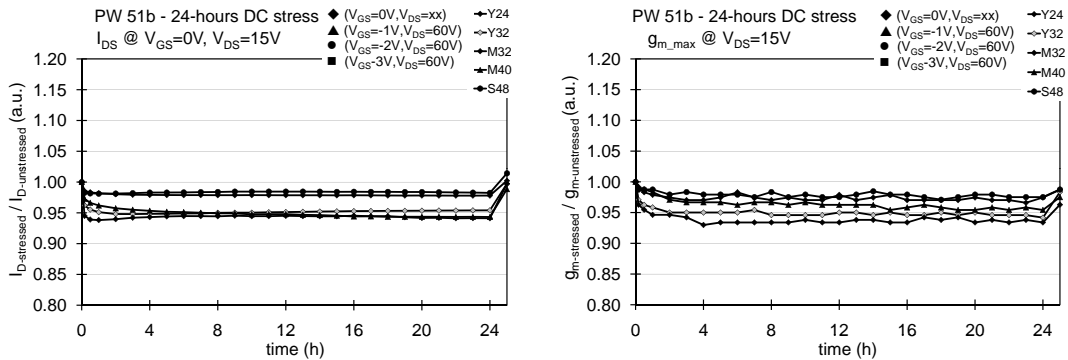 PW 51b - 24-hours DC stress
I_DS @ V_GS=0V, V_DS=15V
(V_GS=0V,V_DS=xx)
(V_GS=-1V,V_DS=60V)
(V_GS=-2V,V_DS=60V)
(V_GS-3V,V_DS=60V)
Y24
Y32
M32
M40
S48
I_D-stressed / I_D-unstressed (a.u.)
1.20
1.15
1.10
1.05
1.00
0.95
0.90
0.85
0.80
0 4 8 12 16 20 24
time (h)
PW 51b - 24-hours DC stress
g_m_max @ V_DS=15V
(V_GS=0V,V_DS=xx)
(V_GS=-1V,V_DS=60V)
(V_GS=-2V,V_DS=60V)
(V_GS-3V,V_DS=60V)
Y24
Y32
M32
M40
S48
g_m-stressed / g_m-unstressed (a.u.)
1.20
1.15
1.10
1.05
1.00
0.95
0.90
0.85
0.80
0 4 8 12 16 20 24
time (h)